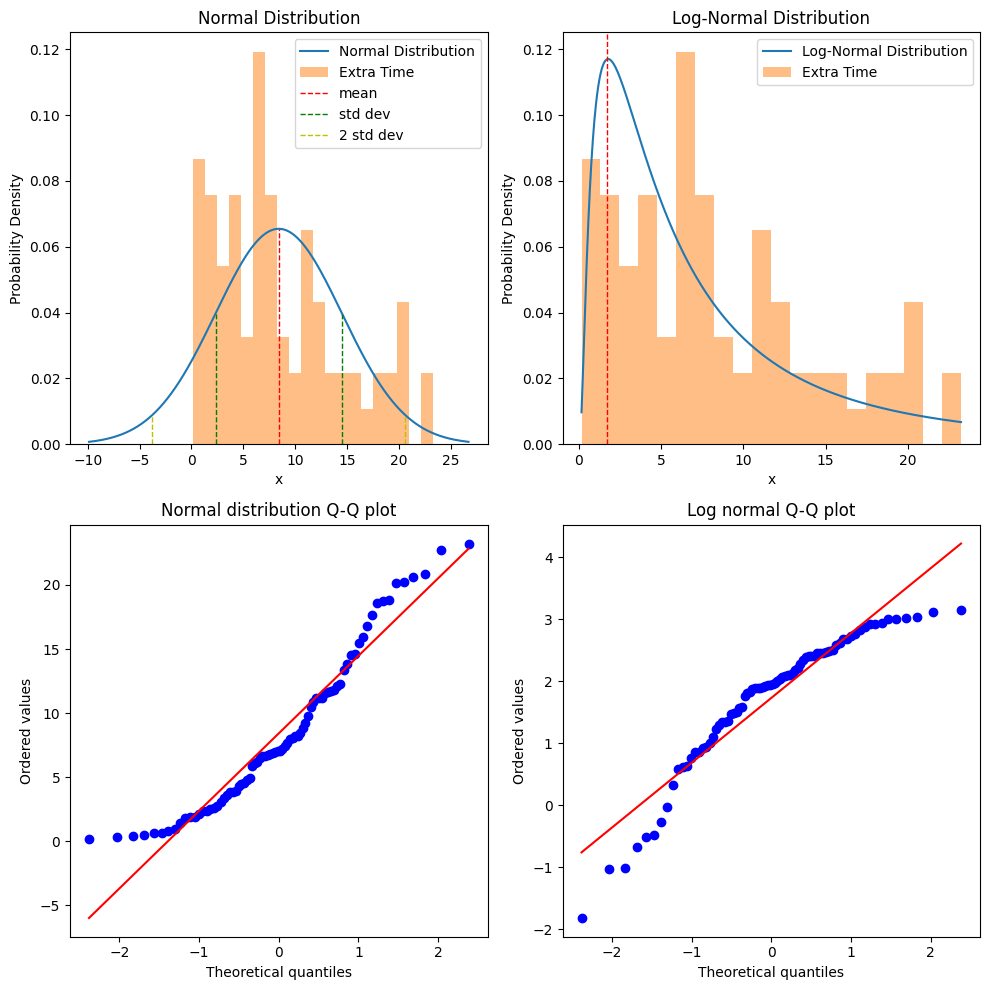 Normal Distribution
Normal Distribution
Extra Time
mean
std dev
2 std dev
0.12
0.10
0.08
0.06
0.04
0.02
0.00
Probability Density
−10 −5 0 5 10 15 20 25
x
Log-Normal Distribution
Log-Normal Distribution
Extra Time
0.12
0.10
0.08
0.06
0.04
0.02
0.00
Probability Density
0 5 10 15 20
x
Normal distribution Q-Q plot
20
15
10
5
0
−5
Ordered values
−2 −1 0 1 2
Theoretical quantiles
Log normal Q-Q plot
4
3
2
1
0
−1
−2
Ordered values
−2 −1 0 1 2
Theoretical quantiles